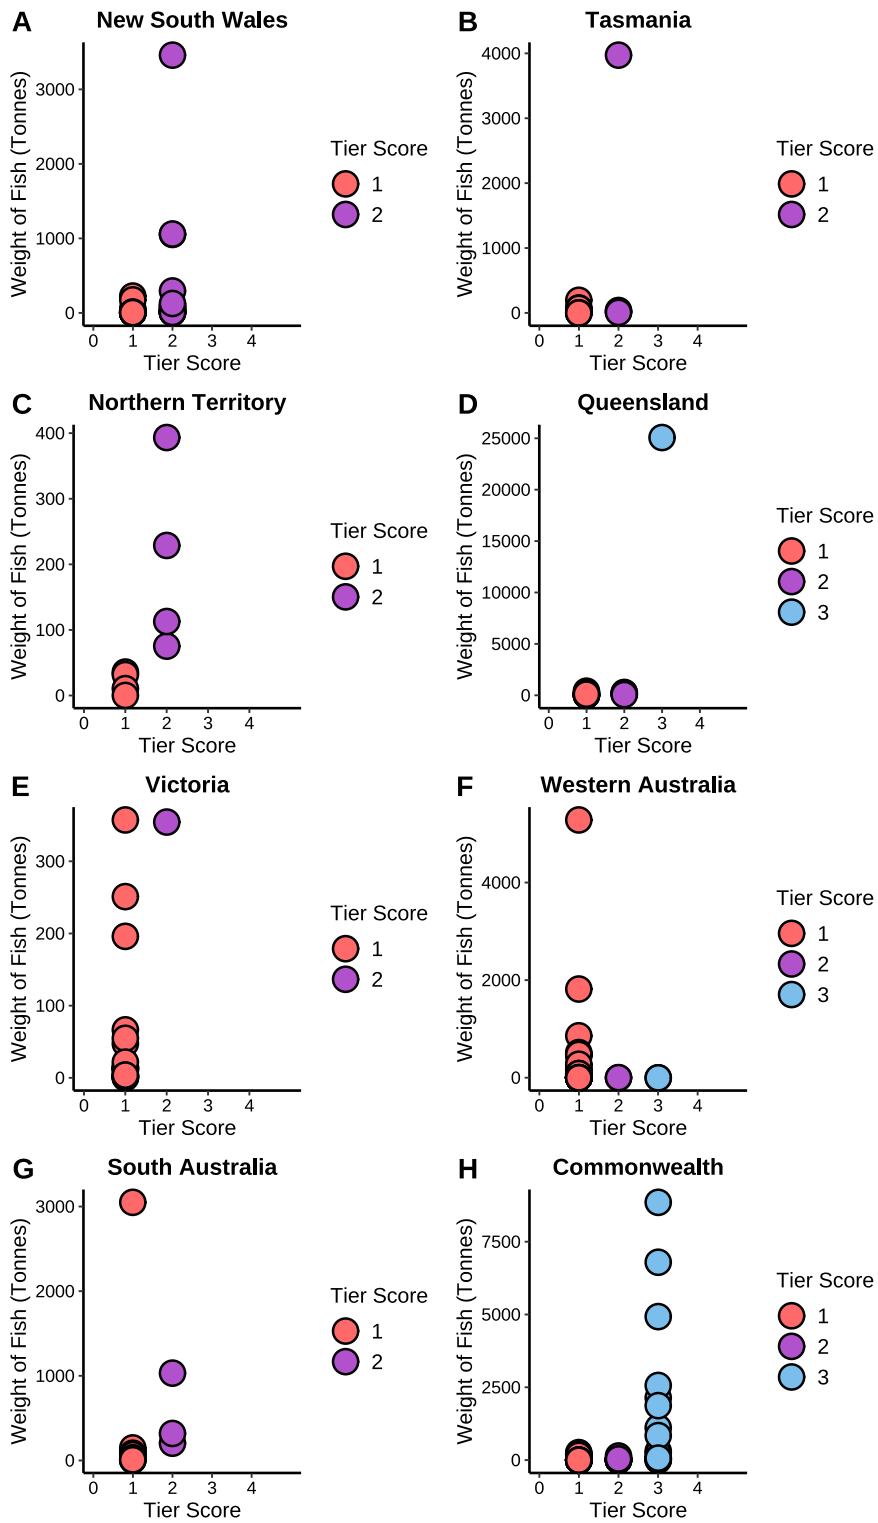 A New South Wales
Weight of Fish (Tonnes)
3000
2000
1000
0
0 1 2 3 4
Tier Score
Tier Score
1
2
B Tasmania
Weight of Fish (Tonnes)
4000
3000
2000
1000
0
0 1 2 3 4
Tier Score
Tier Score
1
2
C Northern Territory
Weight of Fish (Tonnes)
400
300
200
100
0
0 1 2 3 4
Tier Score
Tier Score
1
2
D Queensland
Weight of Fish (Tonnes)
25000
20000
15000
10000
5000
0
0 1 2 3 4
Tier Score
Tier Score
1
2
3
E Victoria
Weight of Fish (Tonnes)
300
200
100
0
0 1 2 3 4
Tier Score
Tier Score
1
2
F Western Australia
Weight of Fish (Tonnes)
4000
2000
0
0 1 2 3 4
Tier Score
Tier Score
1
2
3
G South Australia
Weight of Fish (Tonnes)
3000
2000
1000
0
0 1 2 3 4
Tier Score
Tier Score
1
2
H Commonwealth
Weight of Fish (Tonnes)
7500
5000
2500
0
0 1 2 3 4
Tier Score
Tier Score
1
2
3